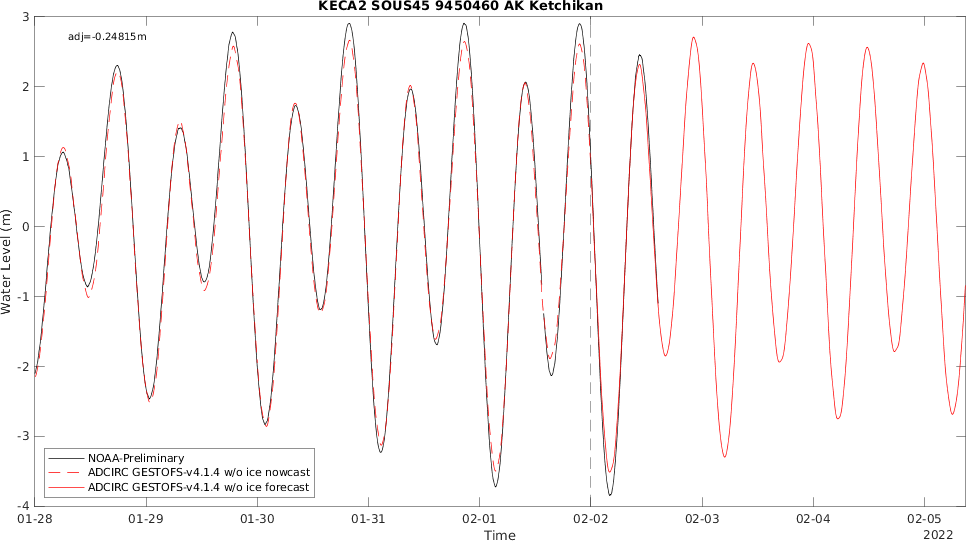 KECA2 SOUS45 9450460 AK Ketchikan
adj=-0.24815m
3
2
1
0
-1
-2
-3
-4
Water Level (m)
NOAA-Preliminary
ADCIRC GESTOFS-v4.1.4 w/o ice nowcast
ADCIRC GESTOFS-v4.1.4 w/o ice forecast
01-28 01-29 01-30 01-31 02-01 02-02 02-03 02-04 02-05
Time
2022